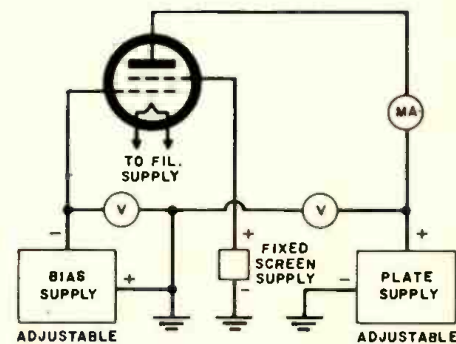 MA
TO FIL.
SUPPLY
V
V
-
+
+
BIAS
SUPPLY
+
-
FIXED
SCREEN
SUPPLY
-
PLATE
SUPPLY
ADJUSTABLE
ADJUSTABLE